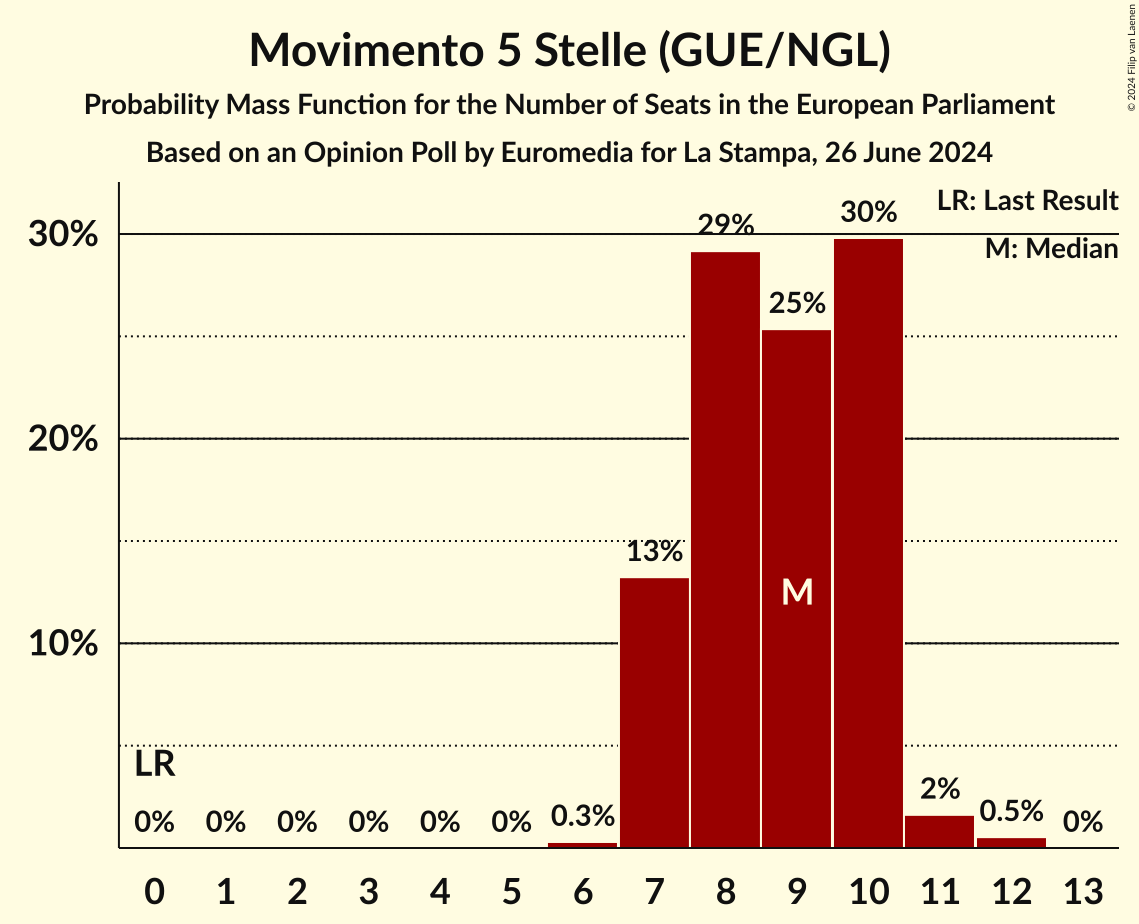 Movimento 5 Stelle (GUE/NGL)
Probability Mass Function for the Number of Seats in the European Parliament
Based on an Opinion Poll by Euromedia for La Stampa, 26 June 2024
© 2024 Filip van Laenen
LR: Last Result
M: Median
30%
20%
10%
LR
0% 0% 0% 0% 0% 0% 0.3% 13% 29% 25% 30% 2% 0.5% 0%
M
0 1 2 3 4 5 6 7 8 9 10 11 12 13